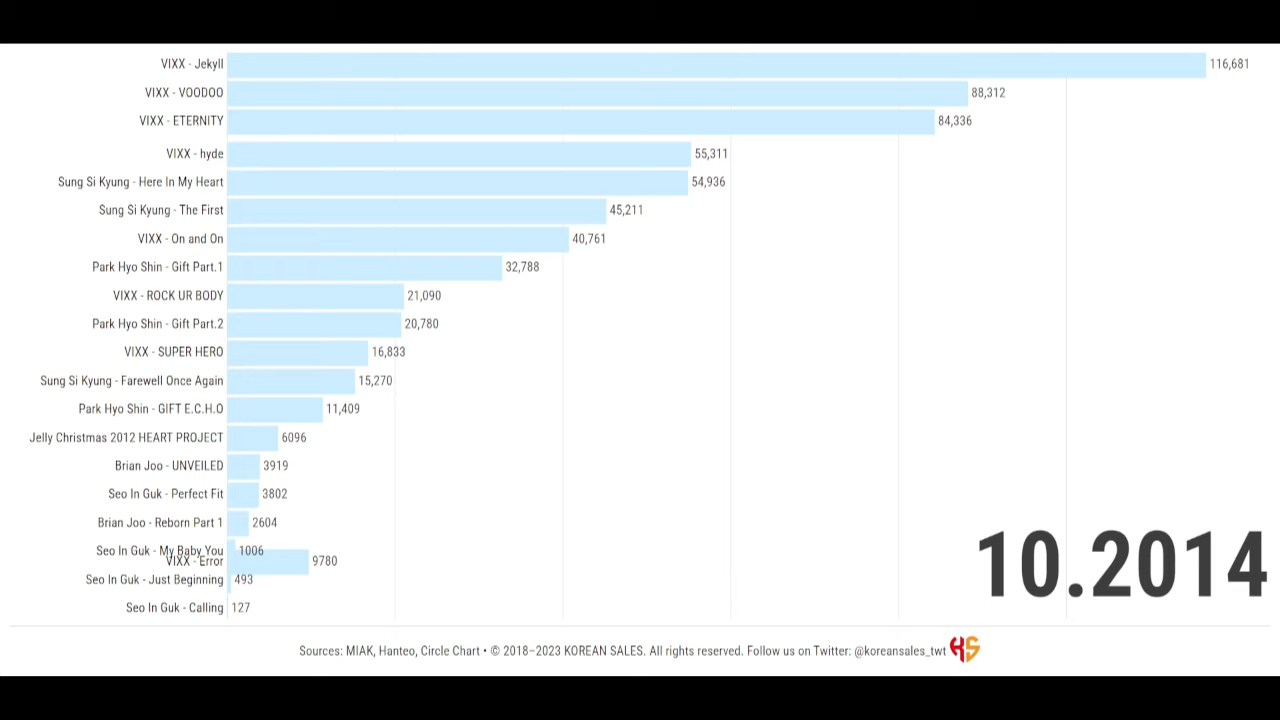 VIXX - Jekyll 116,681
VIXX - VOODOO 88,312
VIXX - ETERNITY 84,336
VIXX - hyde 55,311
Sung Si Kyung - Here In My Heart 54,936
Sung Si Kyung - The First 45,211
VIXX - On and On 40,761
Park Hyo Shin - Gift Part.1 32,788
VIXX - ROCK UR BODY 21,090
Park Hyo Shin - Gift Part.2 20,780
VIXX - SUPER HERO 16,833
Sung Si Kyung - Farewell Once Again 15,270
Park Hyo Shin - GIFT E.C.H.O 11,409
Jelly Christmas 2012 HEART PROJECT 6096
Brian Joo - UNVEILED 3919
Seo In Guk - Perfect Fit 3802
Brian Joo - Reborn Part 1 2604
Seo In Guk - My Baby You 1006
VIXX - Error 9780
Seo In Guk - Just Beginning 493
Seo In Guk - Calling 127
10.2014
Sources: MIAK, Hanteo, Circle Chart • © 2018–2023 KOREAN SALES. All rights reserved. Follow us on Twitter: @koreansales_twt KS